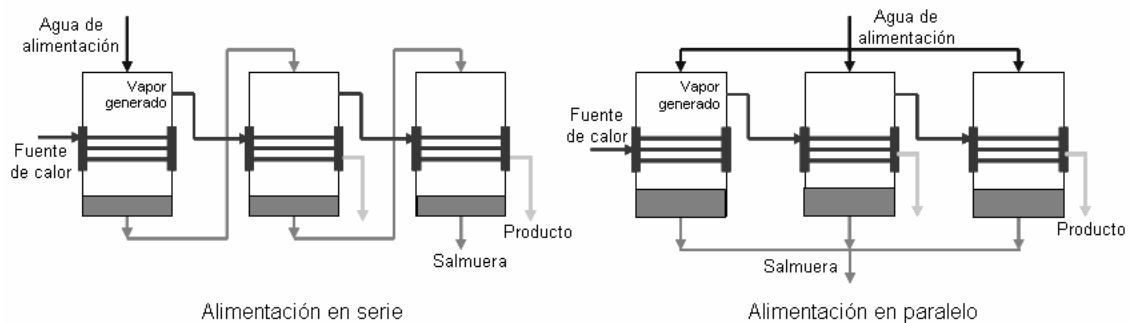 Agua de
alimentación
Vapor
generado
Fuente
de calor
Producto
Salmuera
Alimentación en serie
Agua de
alimentación
Vapor
generado
Fuente
de calor
Producto
Salmuera
Alimentación en paralelo